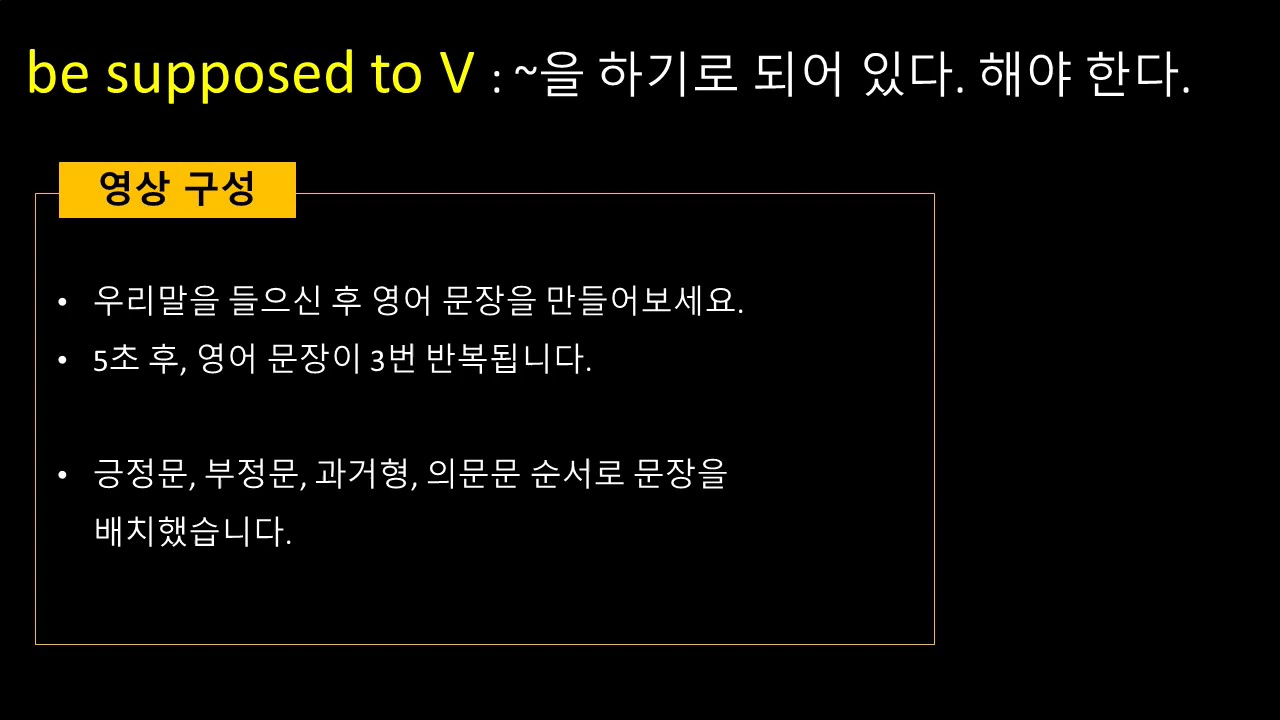 be supposed to V : ~을 하기로 되어 있다. 해야 한다.
영상 구성
• 우리말을 들으신 후 영어 문장을 만들어보세요.
• 5초 후, 영어 문장이 3번 반복됩니다.
• 긍정문, 부정문, 과거형, 의문문 순서로 문장을
배치했습니다.